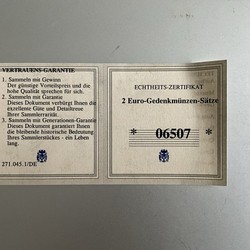 VERTRAUENS-GARANTIE
1. Sammeln mit Gewinn
Der günstige Vorteilspreis und die
hohe Qualität sprechen für sich.
2. Sammeln mit Garantie
Dieses Dokument verbürgt Ihnen die
exzellente Güte und Detailtreue
Ihrer Sammlerrarität.
3. Sammeln mit Generationen-Garantie
Dieses Dokument garantiert Ihnen
die bleibende historische Bedeutung
Ihres Sammlerstückes - ein Leben
lang.
271.045.1/DE
ECHTHEITS-ZERTIFIKAT
2 Euro-Gedenkmünzen-Sätze
* 06507 *